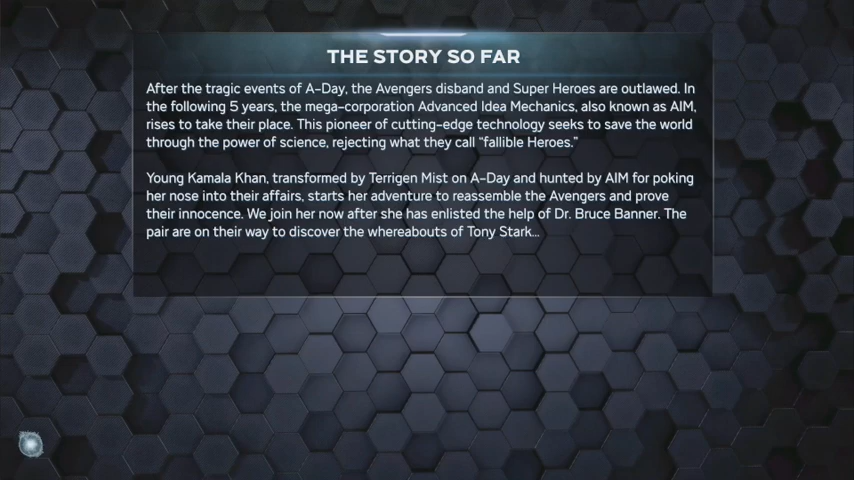 THE STORY SO FAR
After the tragic events of A-Day, the Avengers disband and Super Heroes are outlawed. In
the following 5 years, the mega-corporation Advanced Idea Mechanics, also known as AIM,
rises to take their place. This pioneer of cutting-edge technology seeks to save the world
through the power of science, rejecting what they call “fallible Heroes.”
Young Kamala Khan, transformed by Terrigen Mist on A-Day and hunted by AIM for poking
her nose into their affairs, starts her adventure to reassemble the Avengers and prove
their innocence. We join her now after she has enlisted the help of Dr. Bruce Banner. The
pair are on their way to discover the whereabouts of Tony Stark...